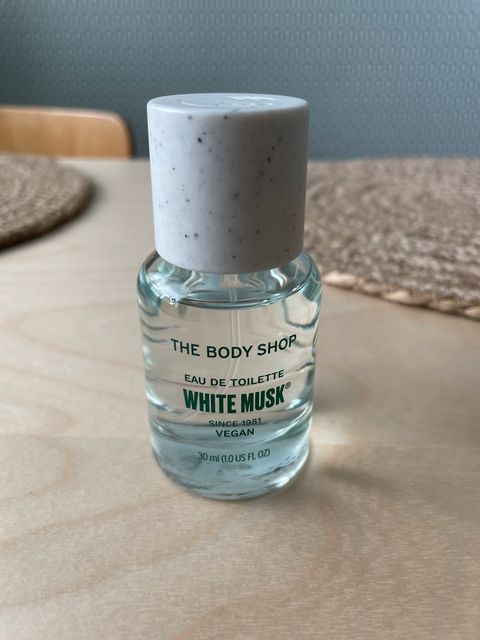 THE BODY SHOP
EAU DE TOILETTE
WHITE MUSK®
SINCE 1981
VEGAN
30 ml (1.0 US FL OZ)